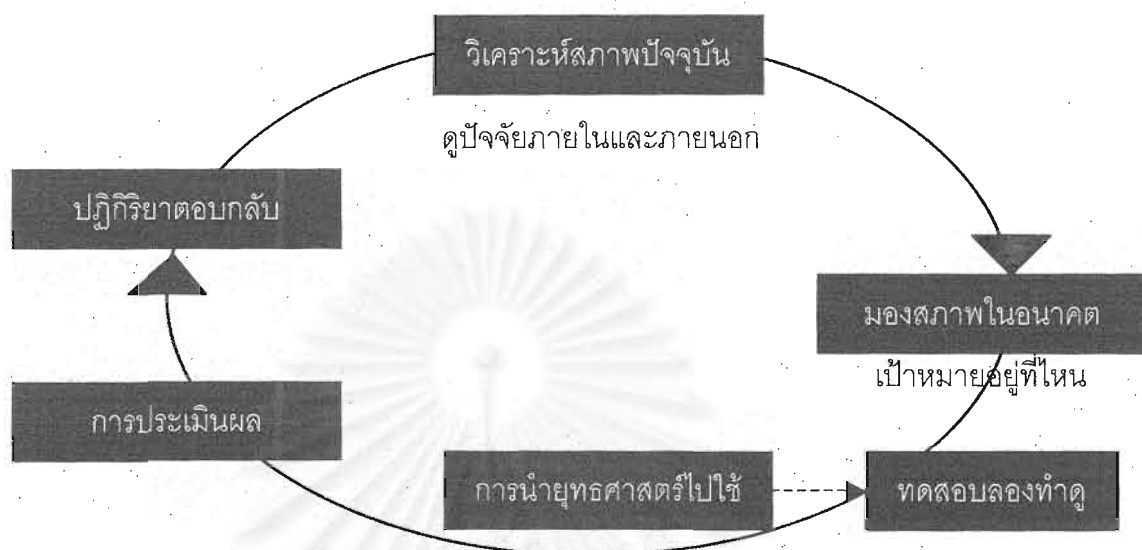 วิเคราะห์สภาพปัจจุบัน
ดูปัจจัยภายในและภายนอก
ปฏิกิริยาตอบกลับ
มองสภาพในอนาคต
เป้าหมายอยู่ที่ไหน
การประเมินผล
การนำยุทธศาสตร์ไปใช้
ทดสอบลองทำดู